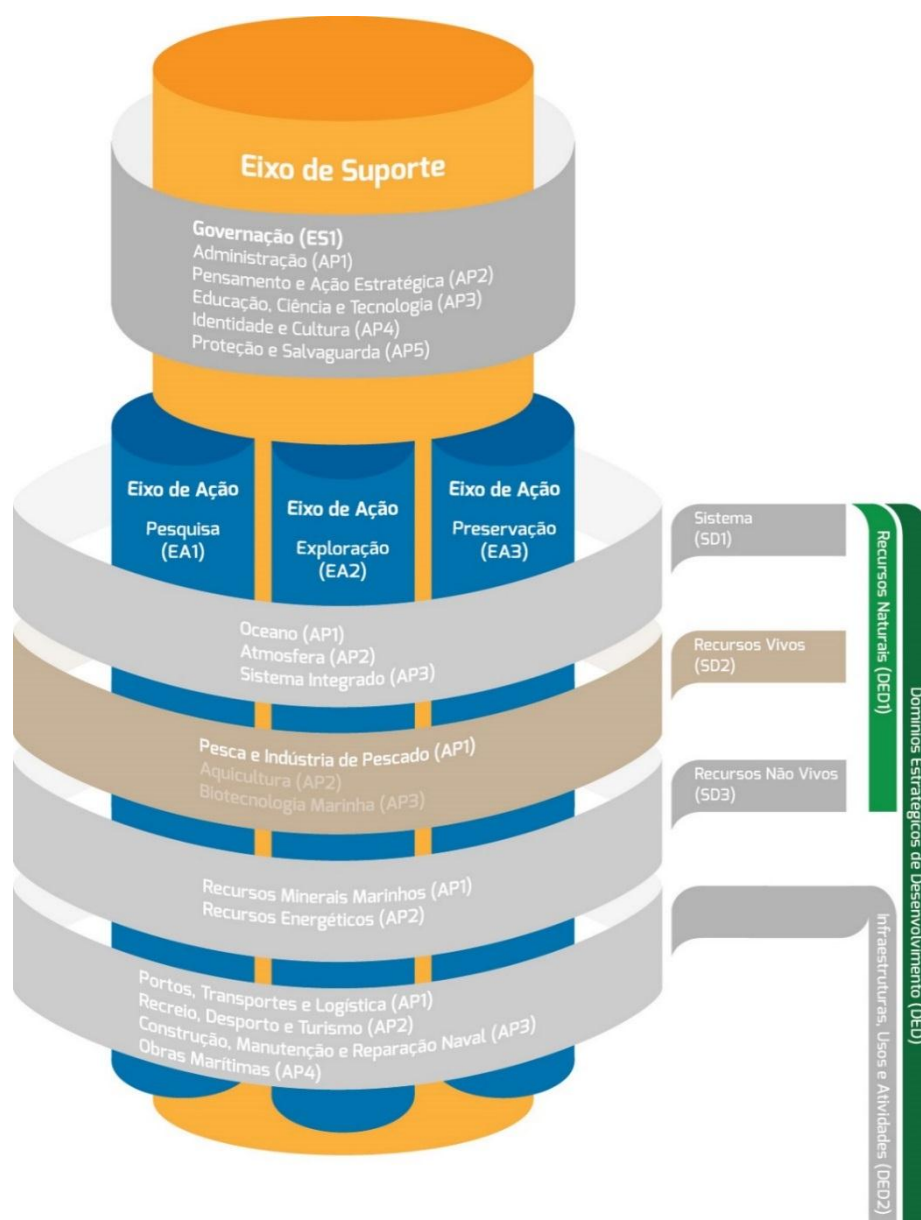 Eixo de Suporte
Governação (ES1)
Administração (AP1)
Pensamento e Ação Estratégica (AP2)
Educação, Ciência e Tecnologia (AP3)
Identidade e Cultura (AP4)
Proteção e Salvaguarda (AP5)
Eixo de Ação
Pesquisa
(EA1)
Eixo de Ação
Exploração
(EA2)
Eixo de Ação
Preservação
(EA3)
Oceano (AP1)
Atmosfera (AP2)
Sistema Integrado (AP3)
Sistema
(SD1)
Pesca e Indústria de Pescado (AP1)
Aquicultura (AP2)
Biotecnologia Marinha (AP3)
Recursos Vivos
(SD2)
Recursos Minerais Marinhos (AP1)
Recursos Energéticos (AP2)
Recursos Não Vivos
(SD3)
Portos, Transportes e Logística (AP1)
Recreio, Desporto e Turismo (AP2)
Construção, Manutenção e Reparação Naval (AP3)
Obras Marítimas (AP4)
Recursos Naturais (DED1)
Infraestruturas, Usos e Atividades (DED2)
Domínios Estratégicos de Desenvolvimento (DED)